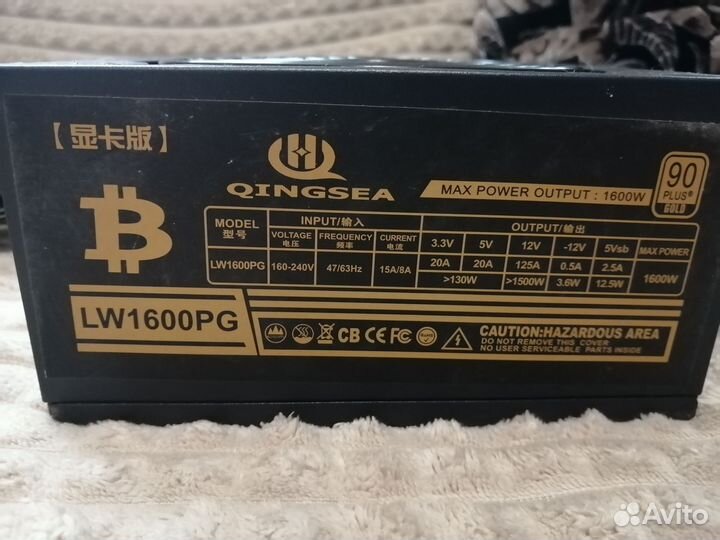 【显卡版】
QINGSEA
MAX POWER OUTPUT : 1600W
90
PLUS®
GOLD
MODEL 型号 INPUT/输入 OUTPUT/输出
VOLTAGE 电压 FREQUENCY 频率 CURRENT 电流 3.3V 5V 12V -12V 5Vsb MAX POWER
LW1600PG 160-240V 47/63Hz 15A/8A 20A 20A 125A 0.5A 2.5A 1600W
>130W >1500W 3.6W 12.5W
LW1600PG
CB CE FC
CAUTION:HAZARDOUS AREA
DO NOT REMOVE THIS COVER
NO USER SERVICEABLE PARTS INSIDE
Avito